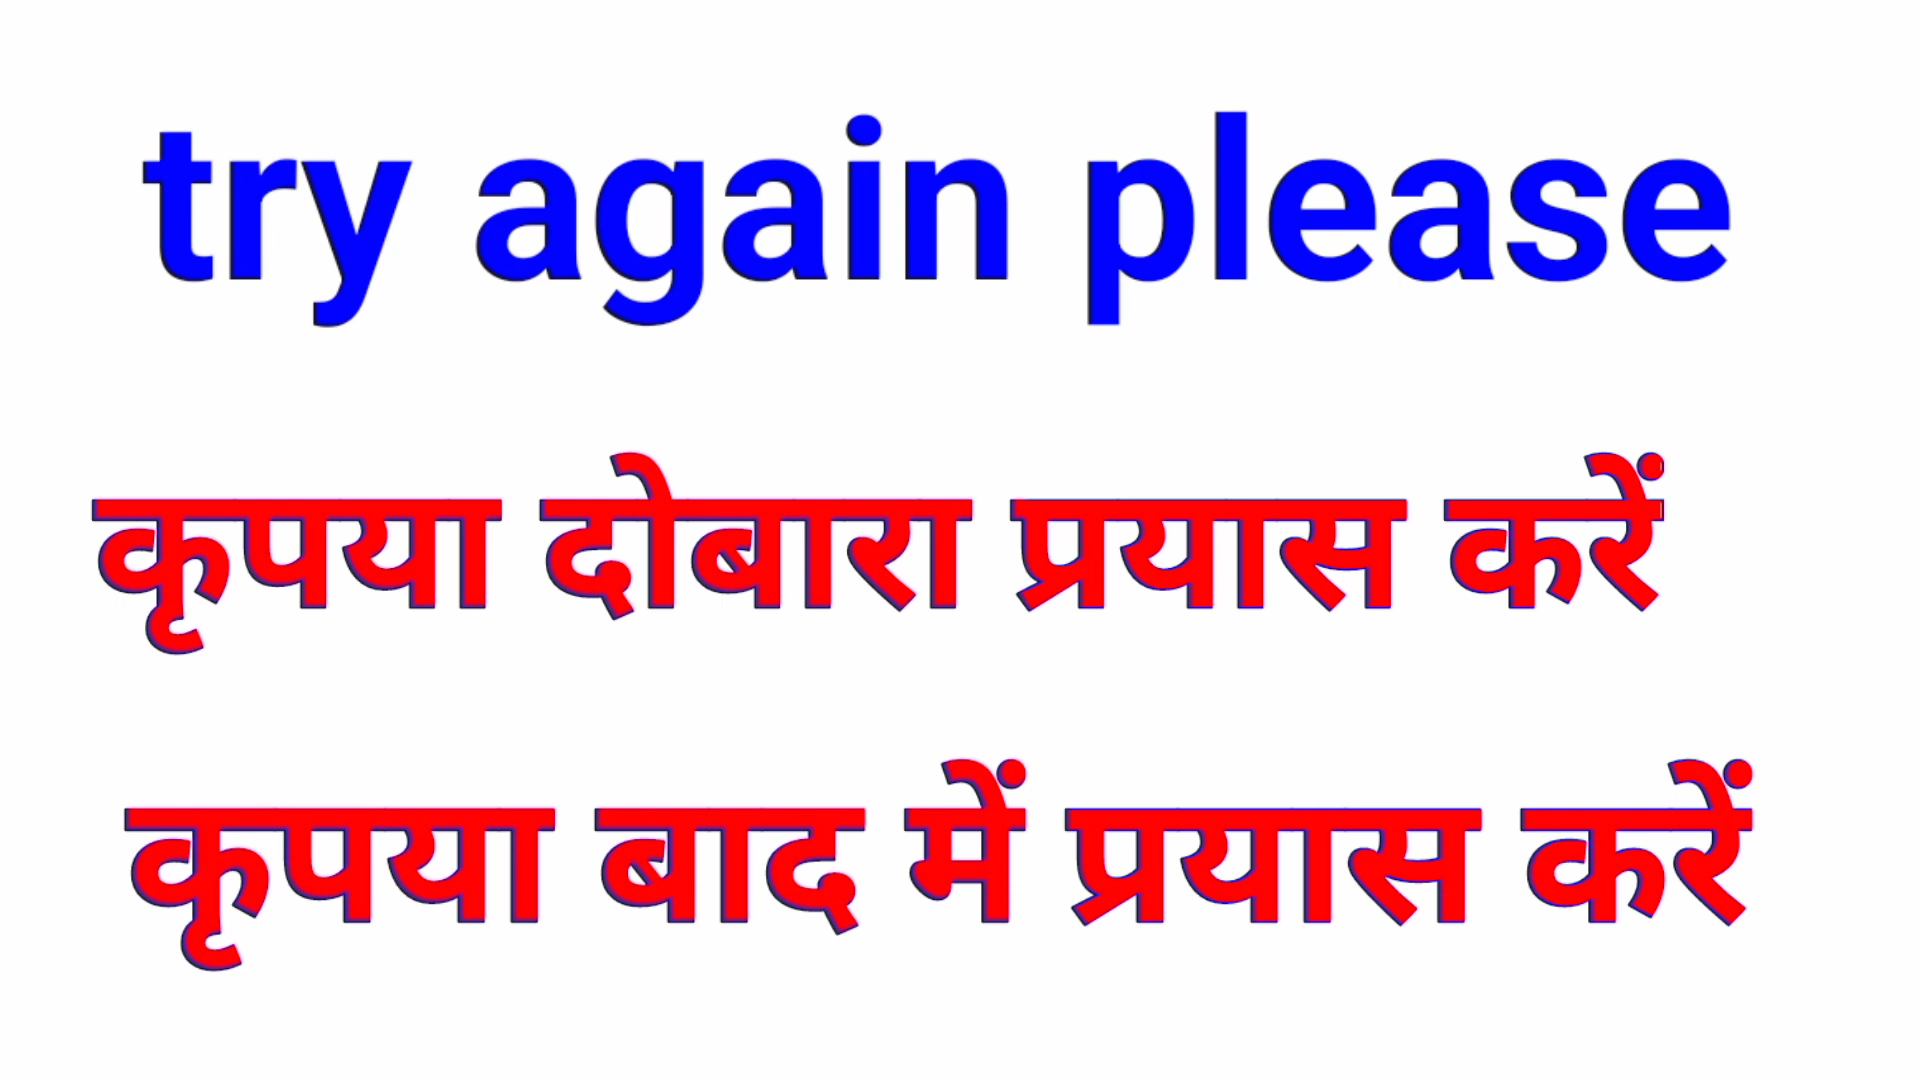 try again please
कृपया दोबारा प्रयास करें
कृपया बाद में प्रयास करें